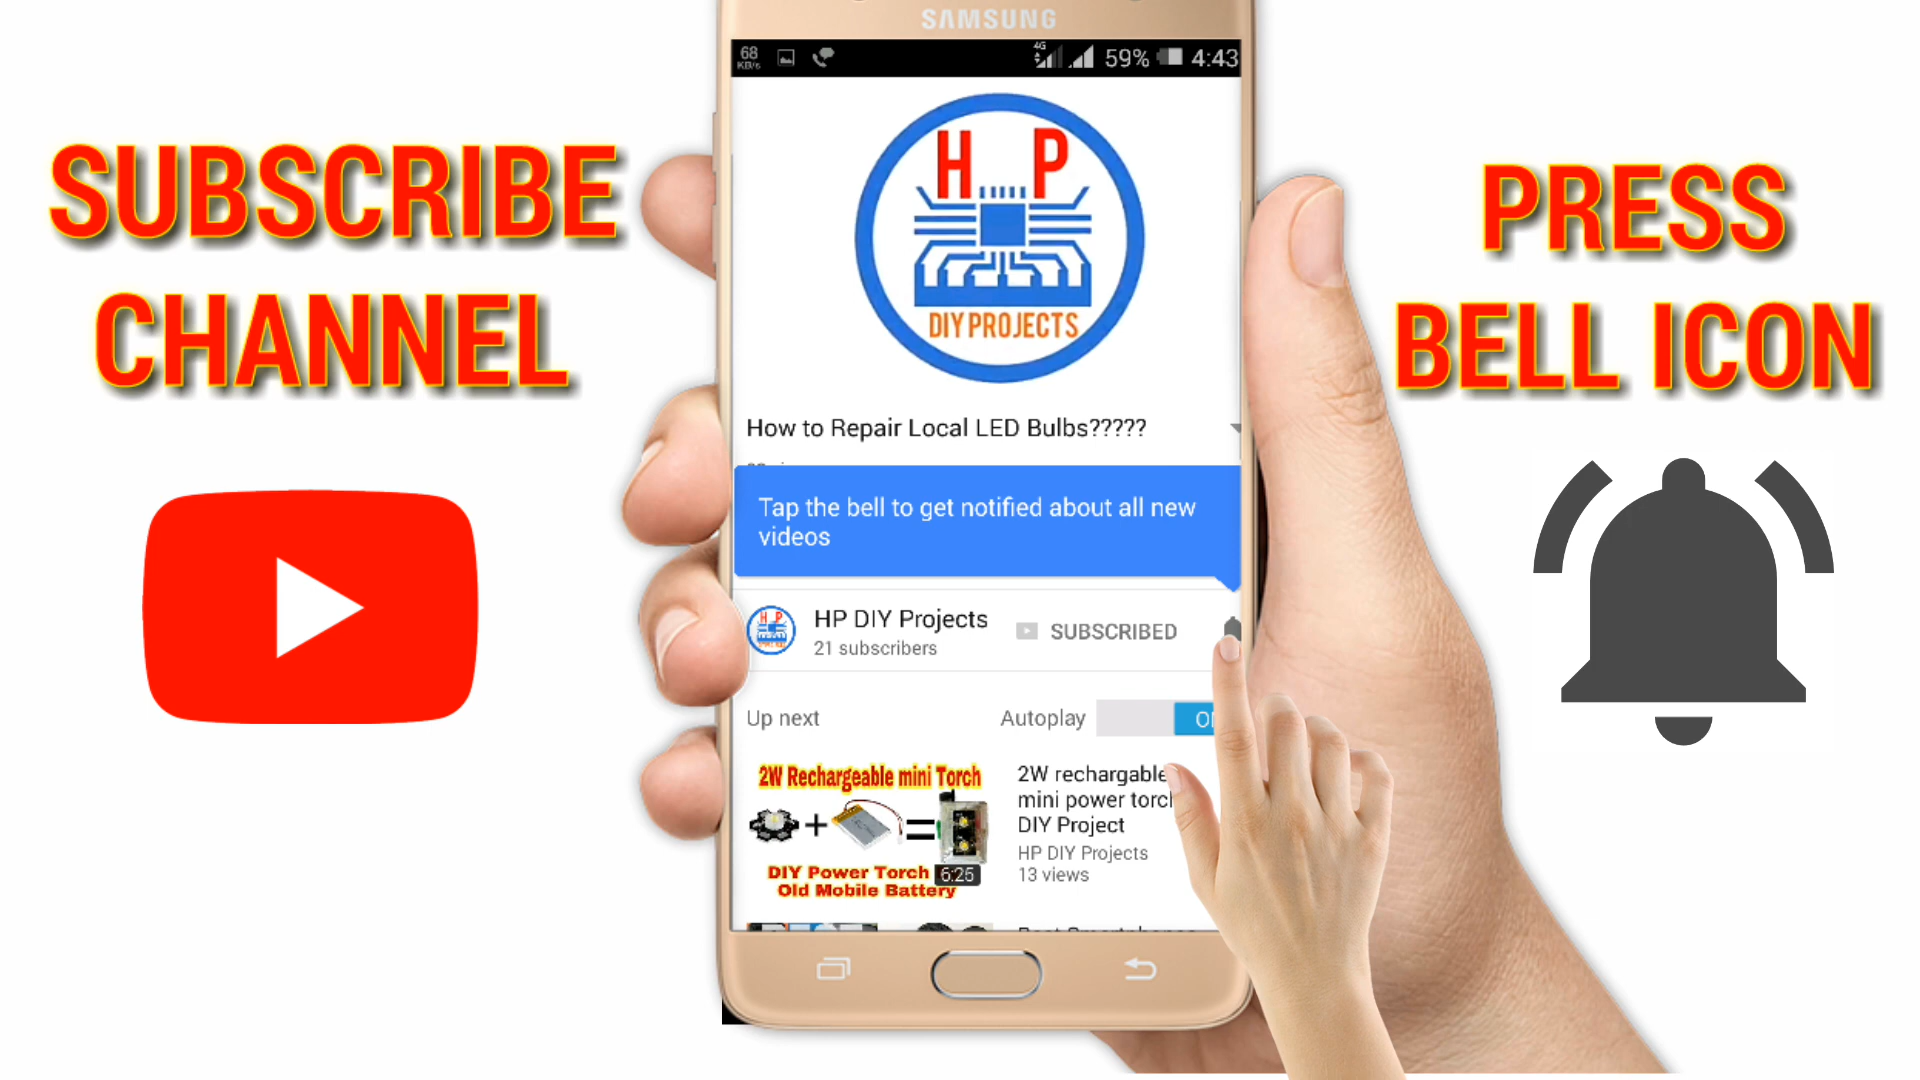 SUBSCRIBE
CHANNEL
SAMSUNG
68
KB/s
4G
59%
4:43
H P
DIY PROJECTS
How to Repair Local LED Bulbs?????
Tap the bell to get notified about all new
videos
HP DIY Projects
21 subscribers
SUBSCRIBED
Up next
Autoplay
2W Rechargeable mini Torch
DIY Power Torch
Old Mobile Battery
6:25
2W rechargable
mini power torch
DIY Project
HP DIY Projects
13 views
PRESS
BELL ICON